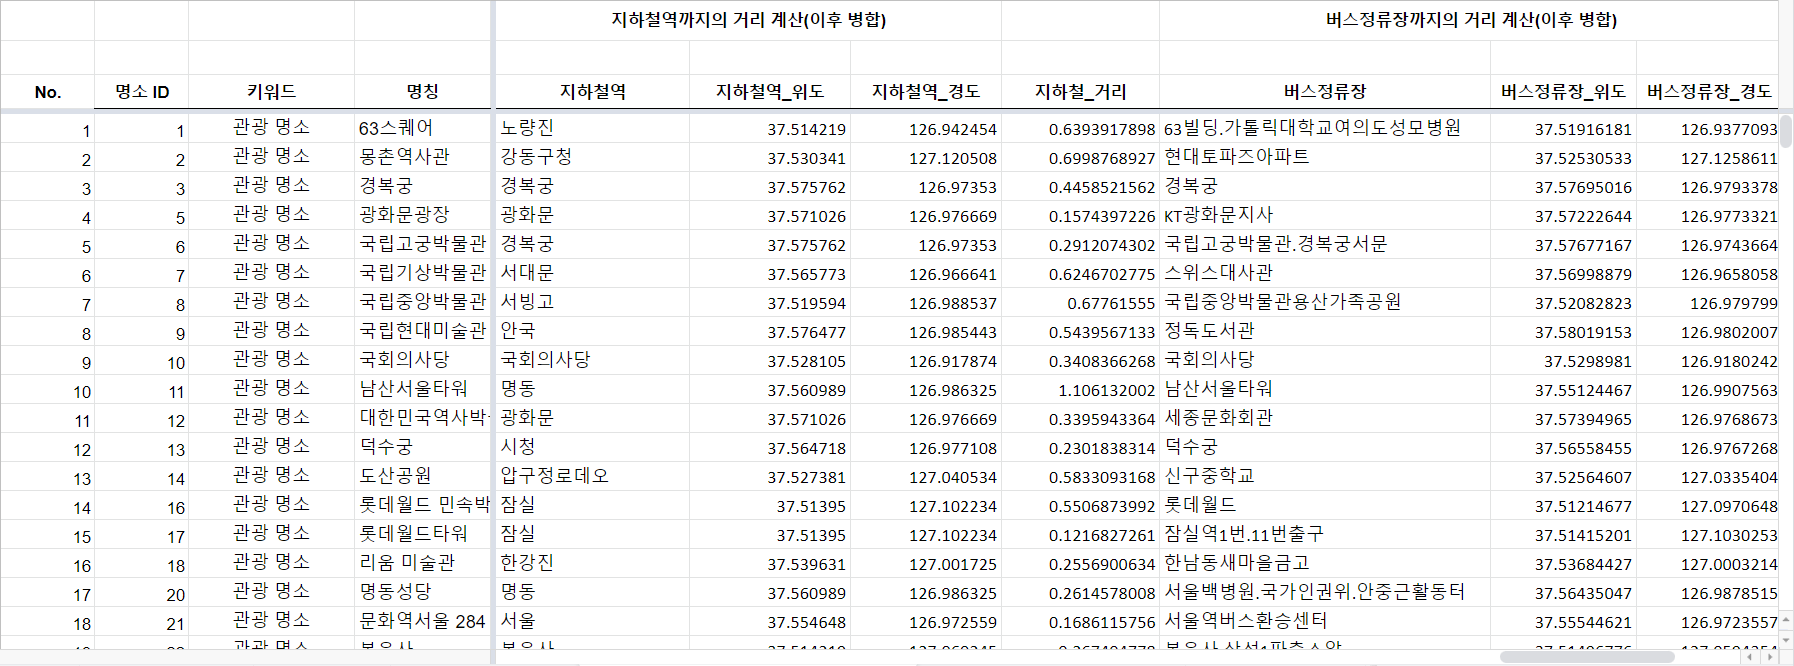 지하철역까지의 거리 계산(이후 병합) 버스정류장까지의 거리 계산(이후 병합)
No. 명소 ID 키워드 명칭 지하철역 지하철역_위도 지하철역_경도 지하철_거리 버스정류장 버스정류장_위도 버스정류장_경도
1 1 관광 명소 63스퀘어 노량진 37.514219 126.942454 0.6393917898 63빌딩.가톨릭대학교여의도성모병원 37.51916181 126.9377093
2 2 관광 명소 몽촌역사관 강동구청 37.530341 127.120508 0.6998768927 현대토파즈아파트 37.52530533 127.1258611
3 3 관광 명소 경복궁 경복궁 37.575762 126.97353 0.4458521562 경복궁 37.57695016 126.9793378
4 5 관광 명소 광화문광장 광화문 37.571026 126.976669 0.1574397226 KT광화문지사 37.57222644 126.9773321
5 6 관광 명소 국립고궁박물관 경복궁 37.575762 126.97353 0.2912074302 국립고궁박물관.경복궁서문 37.57677167 126.9743664
6 7 관광 명소 국립기상박물관 서대문 37.565773 126.966641 0.6246702775 스위스대사관 37.56998879 126.9658058
7 8 관광 명소 국립중앙박물관 서빙고 37.519594 126.988537 0.67761555 국립중앙박물관용산가족공원 37.52082823 126.979799
8 9 관광 명소 국립현대미술관 안국 37.576477 126.985443 0.5439567133 정독도서관 37.58019153 126.9802007
9 10 관광 명소 국회의사당 국회의사당 37.528105 126.917874 0.3408366268 국회의사당 37.5298981 126.9180242
10 11 관광 명소 남산서울타워 명동 37.560989 126.986325 1.106132002 남산서울타워 37.55124467 126.9907563
11 12 관광 명소 대한민국역사박 광화문 37.571026 126.976669 0.3395943364 세종문화회관 37.57394965 126.9768673
12 13 관광 명소 덕수궁 시청 37.564718 126.977108 0.2301838314 덕수궁 37.56558455 126.9767268
13 14 관광 명소 도산공원 압구정로데오 37.527381 127.040534 0.5833093168 신구중학교 37.52564607 127.0335404
14 16 관광 명소 롯데월드 민속박 잠실 37.51395 127.102234 0.5506873992 롯데월드 37.51214677 127.0970648
15 17 관광 명소 롯데월드타워 잠실 37.51395 127.102234 0.1216827261 잠실역1번.11번출구 37.51415201 127.1030253
16 18 관광 명소 리움 미술관 한강진 37.539631 127.001725 0.2556900634 한남동새마을금고 37.53684427 127.0003214
17 20 관광 명소 명동성당 명동 37.560989 126.986325 0.2614578008 서울백병원.국가인권위.안중근활동터 37.56435047 126.9878515
18 21 관광 명소 문화역서울 284 서울 37.554648 126.972559 0.1686115756 서울역버스환승센터 37.55544621 126.9723557